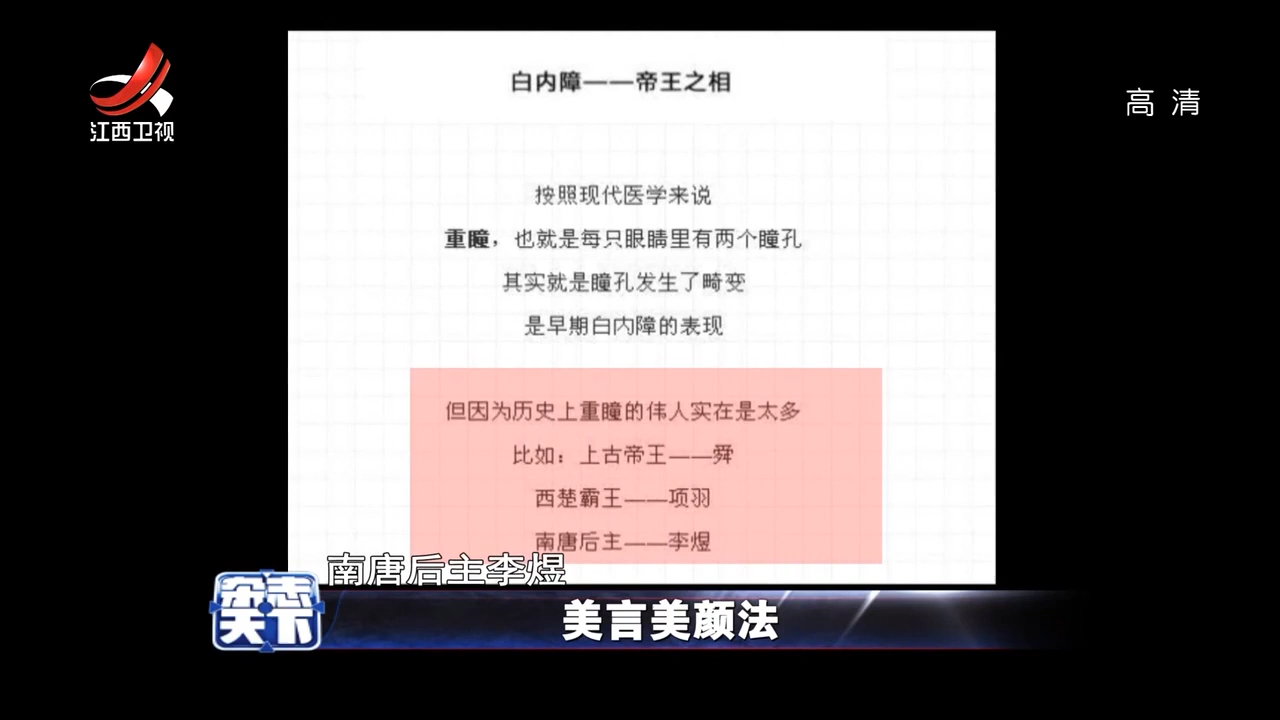 江西卫视
高清
白内障——帝王之相
按照现代医学来说
重瞳，也就是每只眼睛里有两个瞳孔
其实就是瞳孔发生了畸变
是早期白内障的表现
但因为历史上重瞳的伟人实在是太多
比如：上古帝王——舜
西楚霸王——项羽
南唐后主——李煜
南唐后主李煜
杂志
天下
美言美颜法